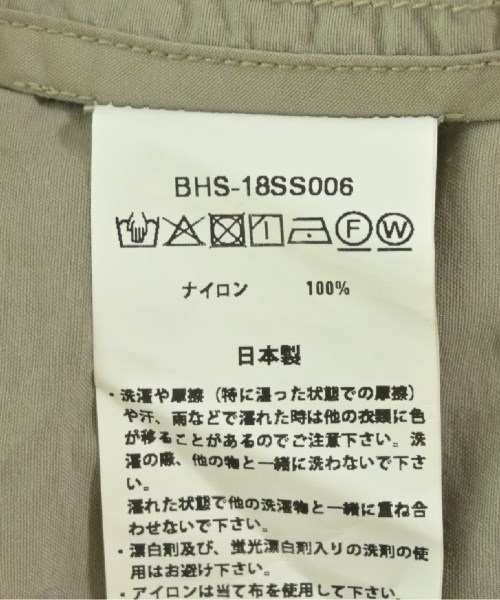 BHS-18SS006
F W
ナイロン 100%
日本製
・洗濯や摩擦（特に湿った状態での摩擦）
や汗、雨などで濡れた時は他の衣類に色
が移ることがあるのでご注意下さい。洗
濯の際、他の物と一緒に洗わないで下さ
い。
濡れた状態で他の洗濯物と一緒に重ね合
わせないで下さい。
・漂白剤及び、蛍光漂白剤入りの洗剤の使
用はお避け下さい。
・アイロンは当て布を使用して下さい。